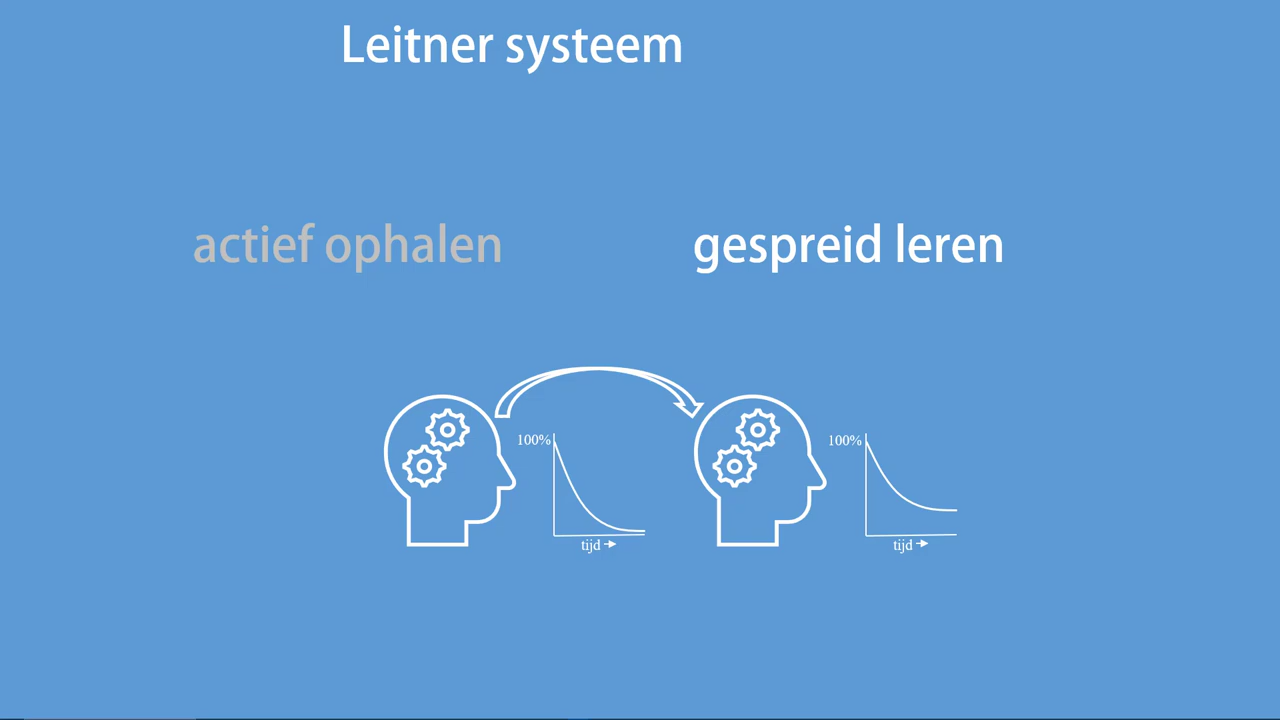 Leitner systeem
actief ophalen
gespreid leren
100%
tijd
100%
tijd